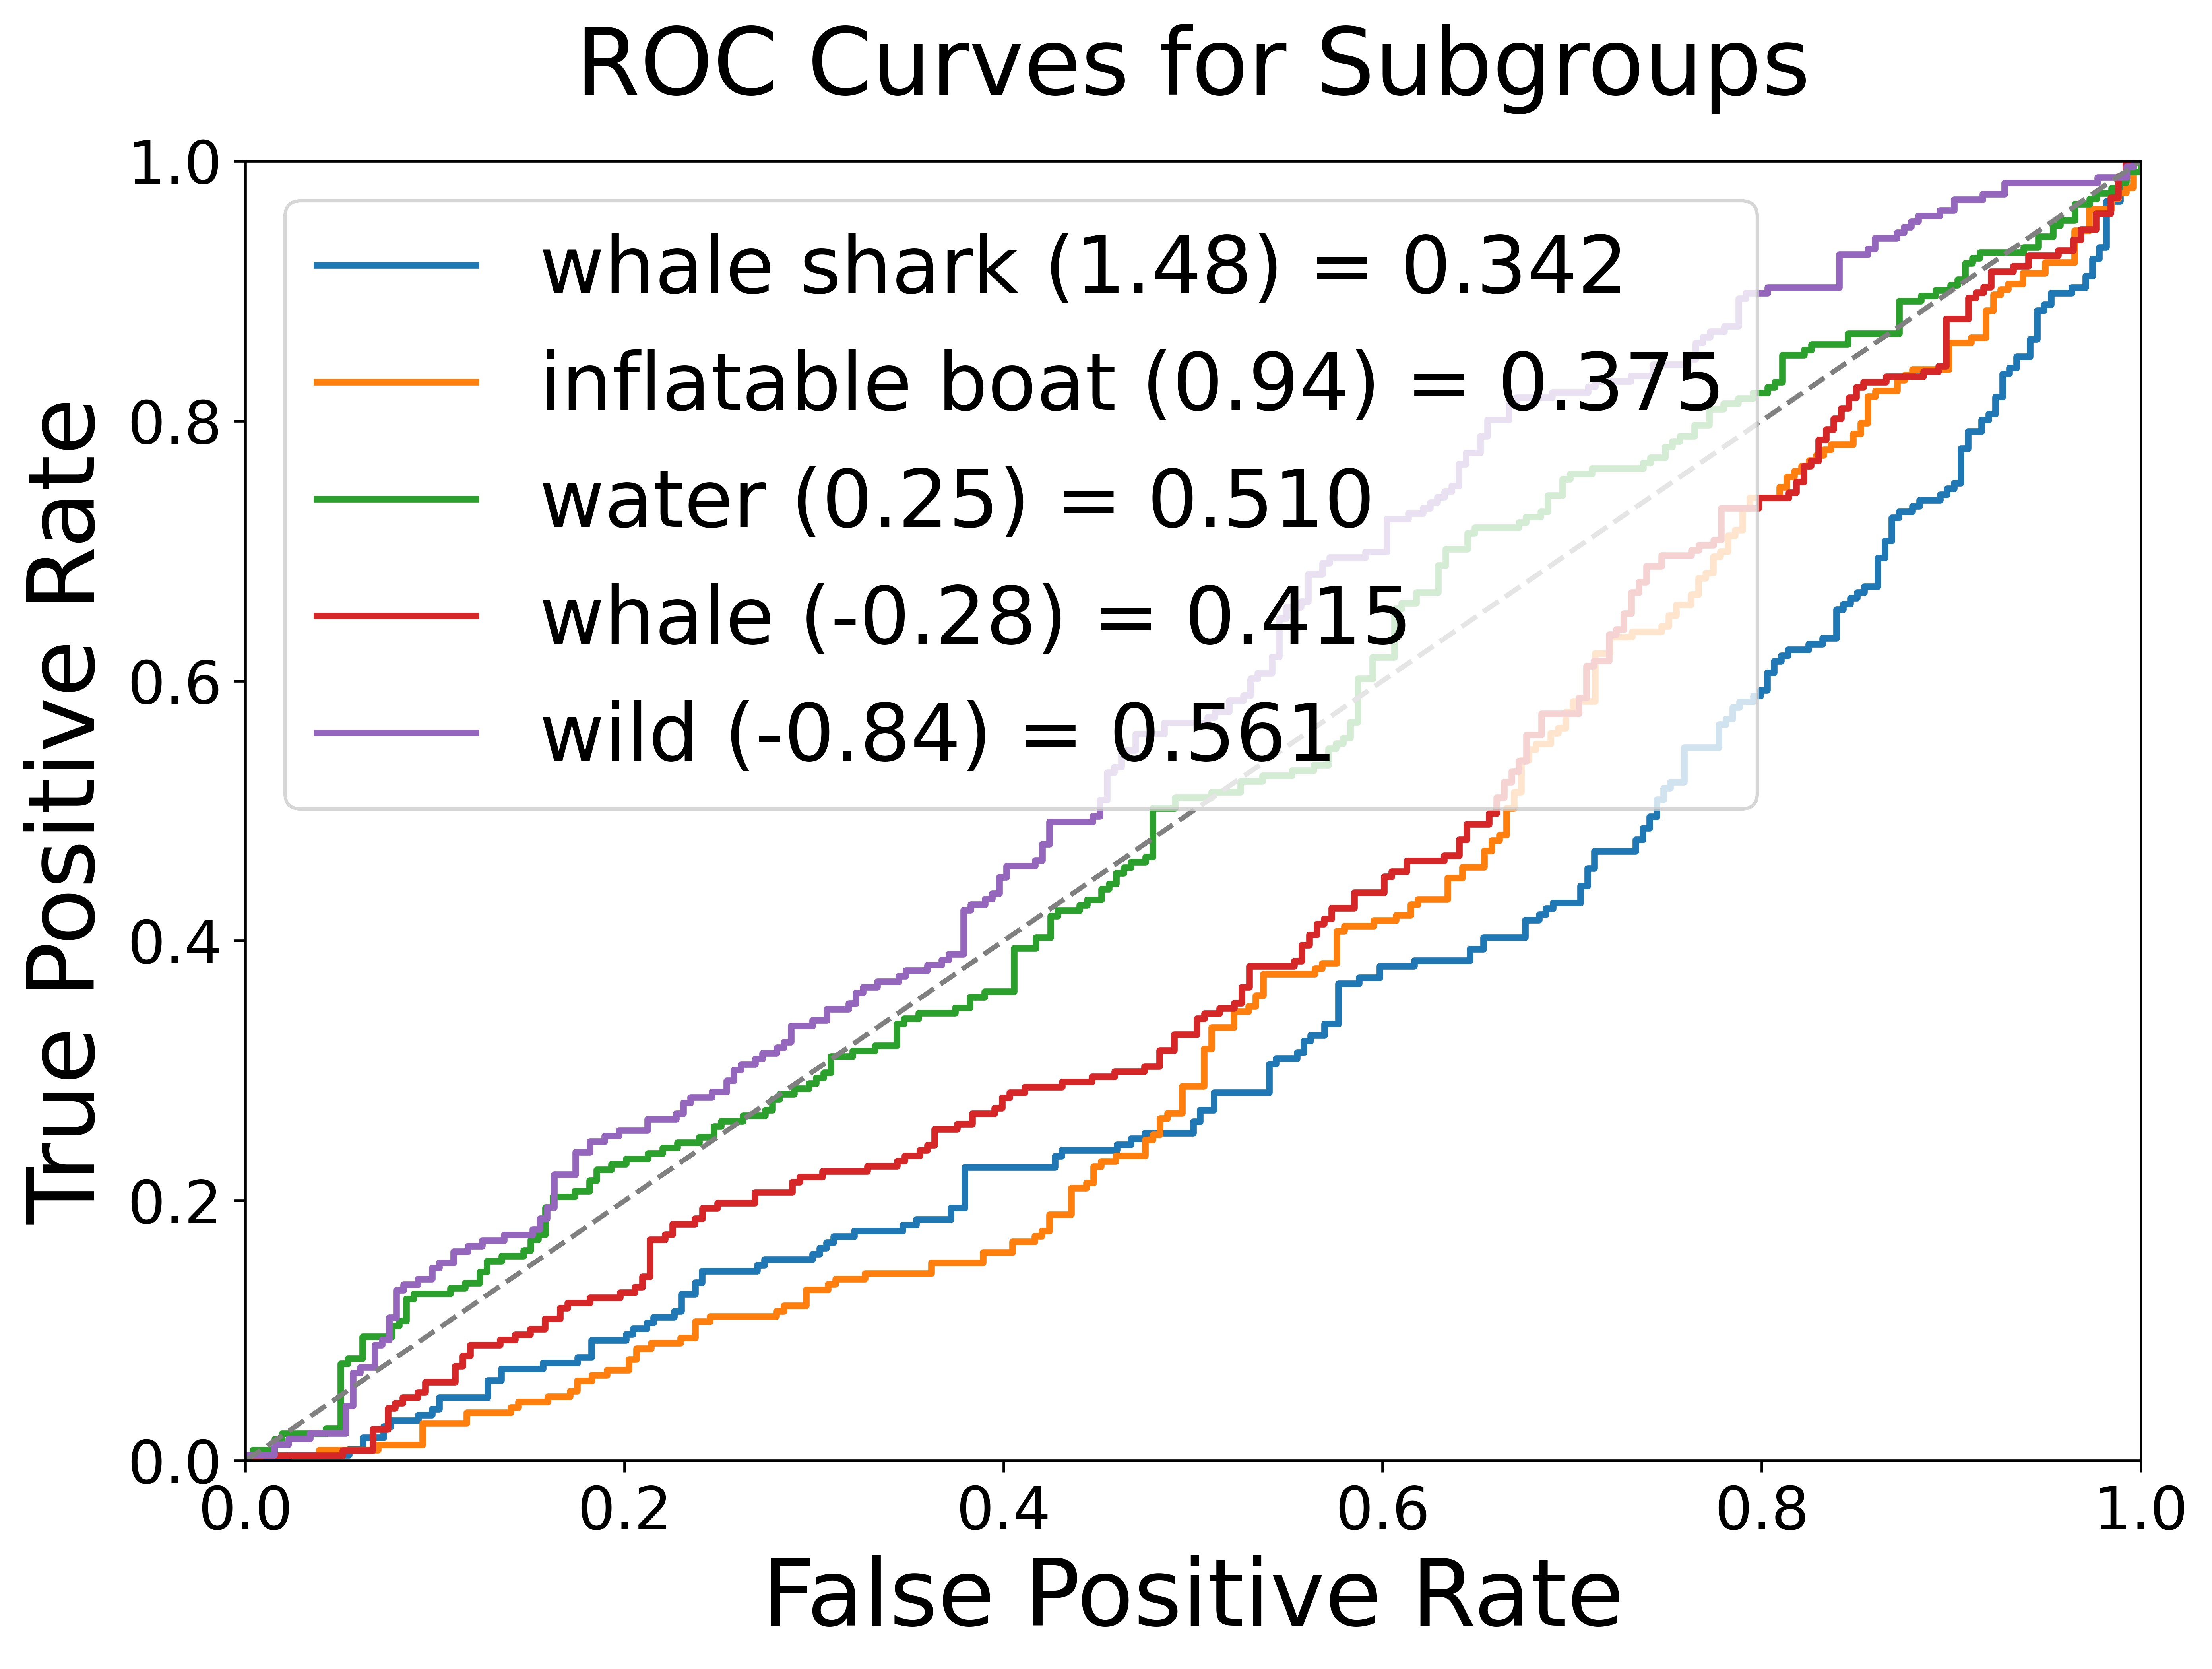 ROC Curves for Subgroups
1.0
0.8
0.6
0.4
0.2
0.0
True Positive Rate
whale shark (1.48) = 0.342
inflatable boat (0.94) = 0.375
water (0.25) = 0.510
whale (-0.28) = 0.415
wild (-0.84) = 0.561
0.0 0.2 0.4 0.6 0.8 1.0
False Positive Rate